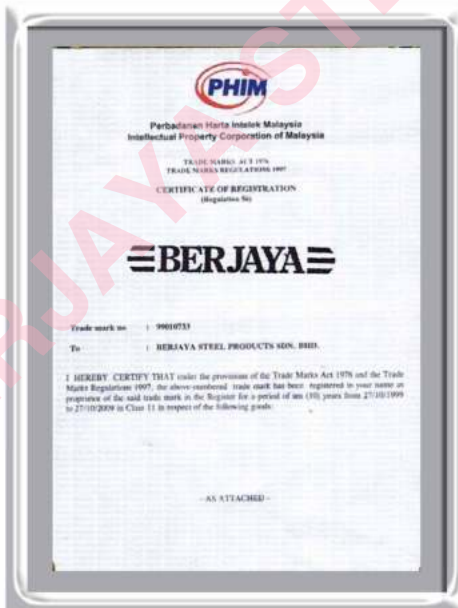 PHIM
Perbadanan Harta Intelek Malaysia
Intellectual Property Corporation of Malaysia
TRADE MARKS ACT 1976
TRADE MARKS REGULATIONS 1997
CERTIFICATE OF REGISTRATION
(Regulation 56)
BERJAYA
Trade mark no : 99010733
To : BERJAYA STEEL PRODUCTS SDN. BHD.
I HEREBY CERTIFY THAT under the provisions of the Trade Marks Act 1976 and the Trade
Marks Regulations 1997, the above-numbered trade mark has been registered in your name as
proprietor of the said trade mark in the Register for a period of ten (10) years from 27/10/1999
to 27/10/2009 in Class 11 in respect of the following goods:
- AS ATTACHED -